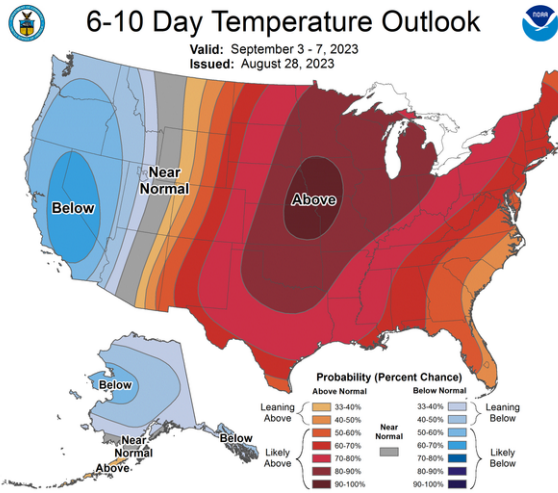 6-10 Day Temperature Outlook
Valid: September 3 - 7, 2023
Issued: August 28, 2023
NOAA
Near
Normal
Below
Above
Below
Near
Normal
Above
Below
Probability (Percent Chance)
Above Normal
Below Normal
Leaning
Above
33-40%
40-50%
Likely
Above
50-60%
60-70%
70-80%
80-90%
90-100%
Near
Normal
33-40%
40-50%
Leaning
Below
50-60%
60-70%
70-80%
80-90%
90-100%
Likely
Below